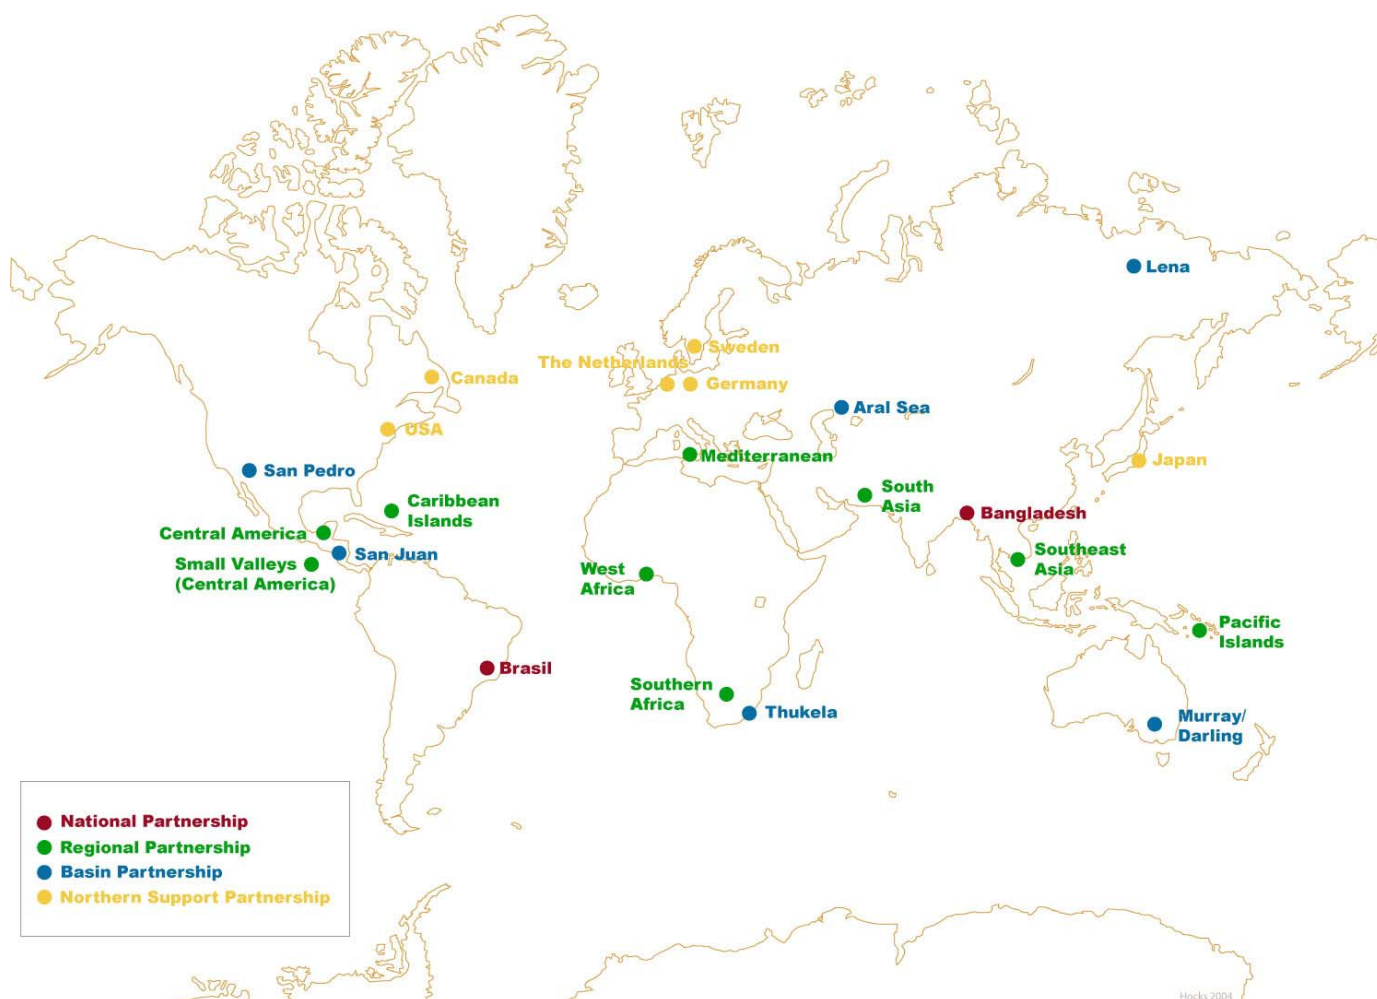 Lena
Sweden
The Netherlands
Canada
Germany
Aral Sea
USA
Mediterranean
Japan
San Pedro
South
Asia
Caribbean
Islands
Bangladesh
Central America
San Juan
Southeast
Asia
Small Valleys
(Central America)
West
Africa
Pacific
Islands
Brasil
Southern
Africa
Thukela
Murray/
Darling
National Partnership
Regional Partnership
Basin Partnership
Northern Support Partnership
Hocks 2004